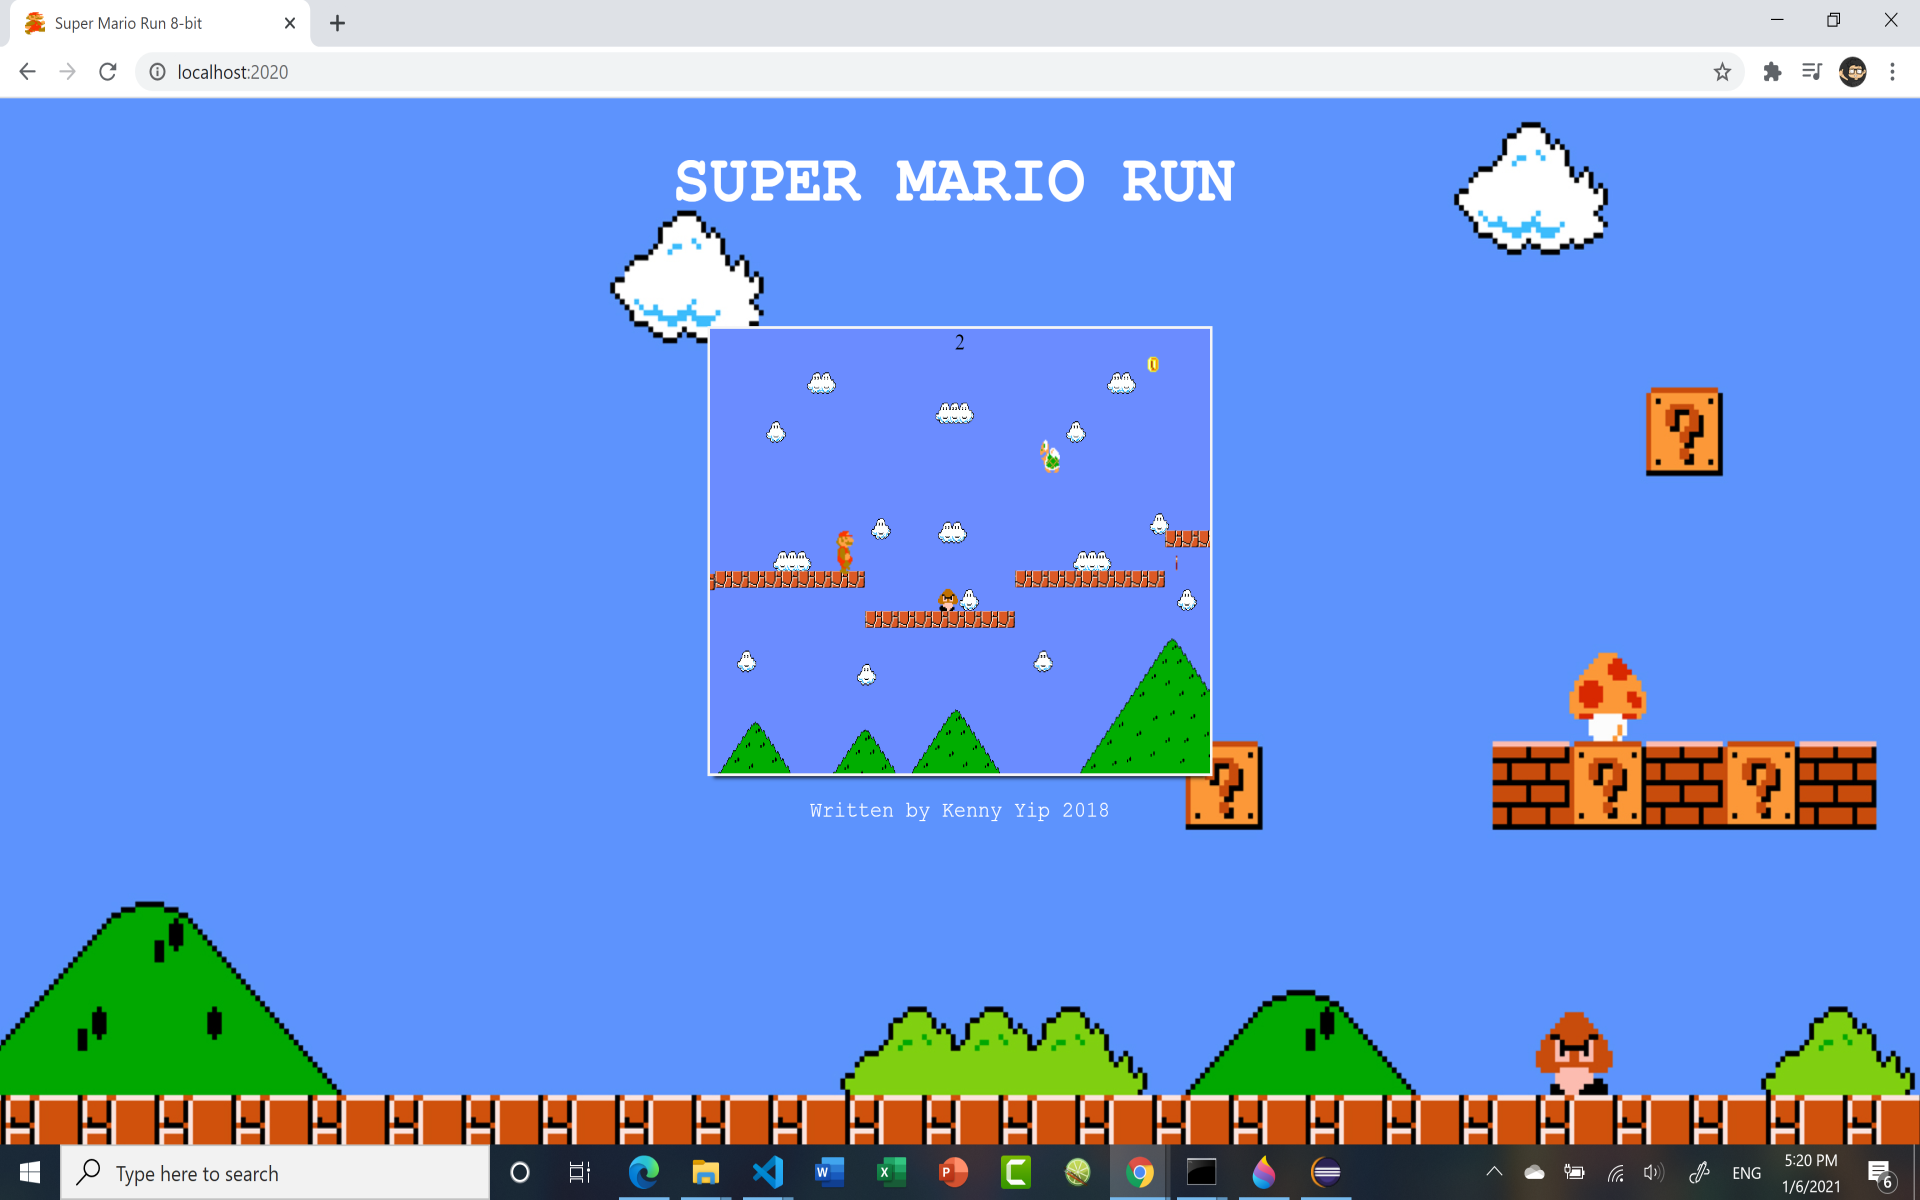 Super Mario Run 8-bit
localhost:2020
SUPER MARIO RUN
2
Written by Kenny Yip 2018
Type here to search
ENG
5:20 PM
1/6/2021
6